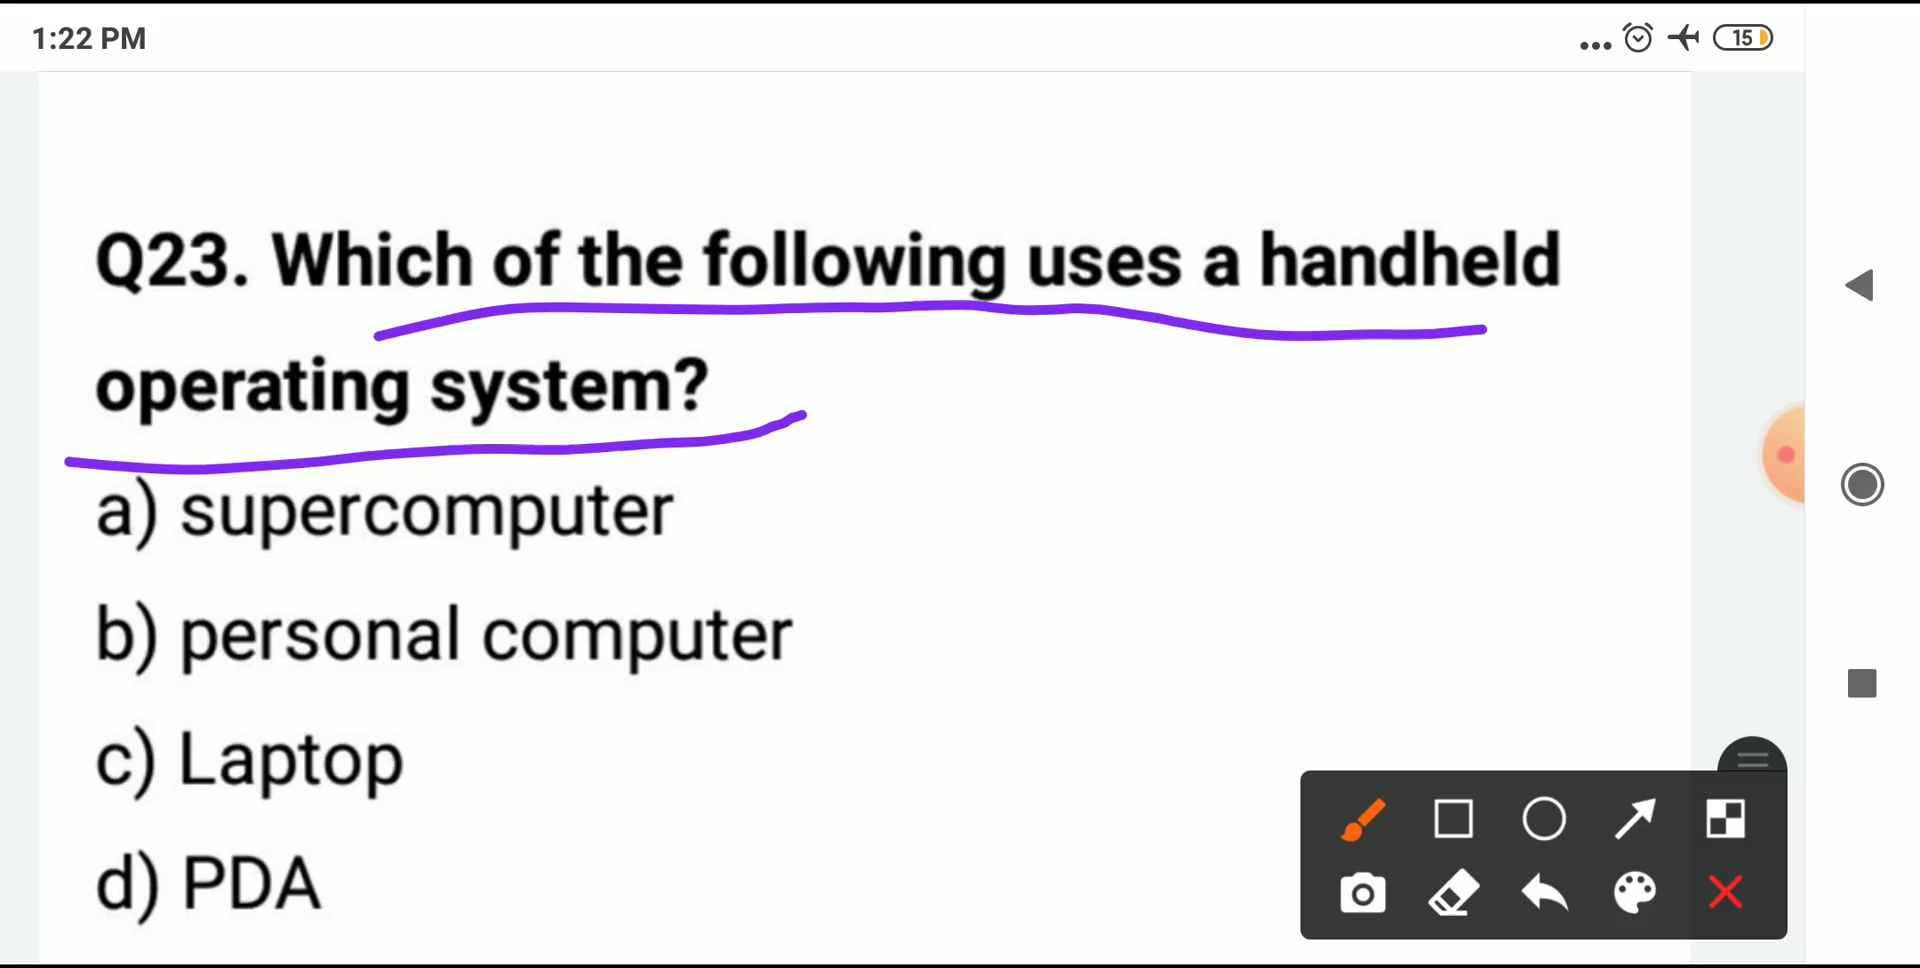 1:22 PM
15
Q23. Which of the following uses a handheld
operating system?
a) supercomputer
b) personal computer
c) Laptop
d) PDA